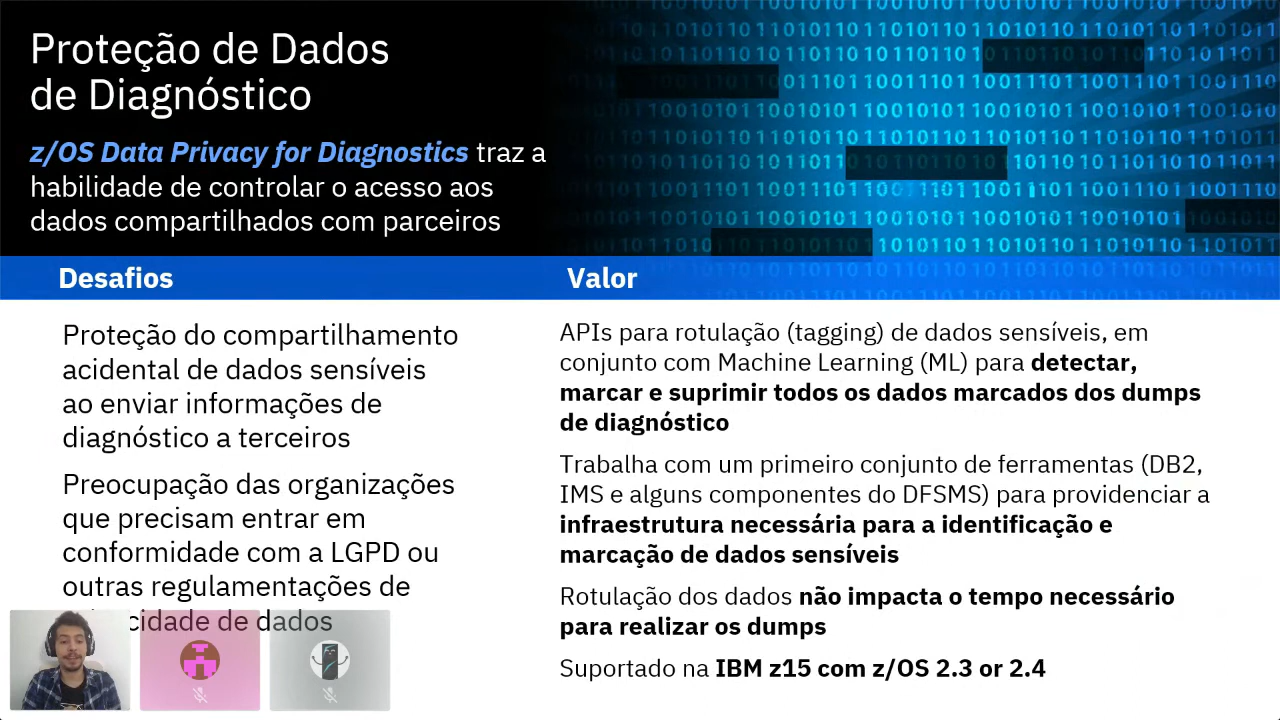 Proteção de Dados
de Diagnóstico
z/OS Data Privacy for Diagnostics traz a
habilidade de controlar o acesso aos
dados compartilhados com parceiros
Desafios
Valor
Proteção do compartilhamento
acidental de dados sensíveis
ao enviar informações de
diagnóstico a terceiros
Preocupação das organizações
que precisam entrar em
conformidade com a LGPD ou
outras regulamentações de
de dados
APIs para rotulação (tagging) de dados sensíveis, em
conjunto com Machine Learning (ML) para detectar,
marcar e suprimir todos os dados marcados dos dumps
de diagnóstico
Trabalha com um primeiro conjunto de ferramentas (DB2,
IMS e alguns componentes do DFSMS) para providenciar a
infraestrutura necessária para a identificação e
marcação de dados sensíveis
Rotulação dos dados não impacta o tempo necessário
para realizar os dumps
Suportado na IBM z15 com z/OS 2.3 or 2.4